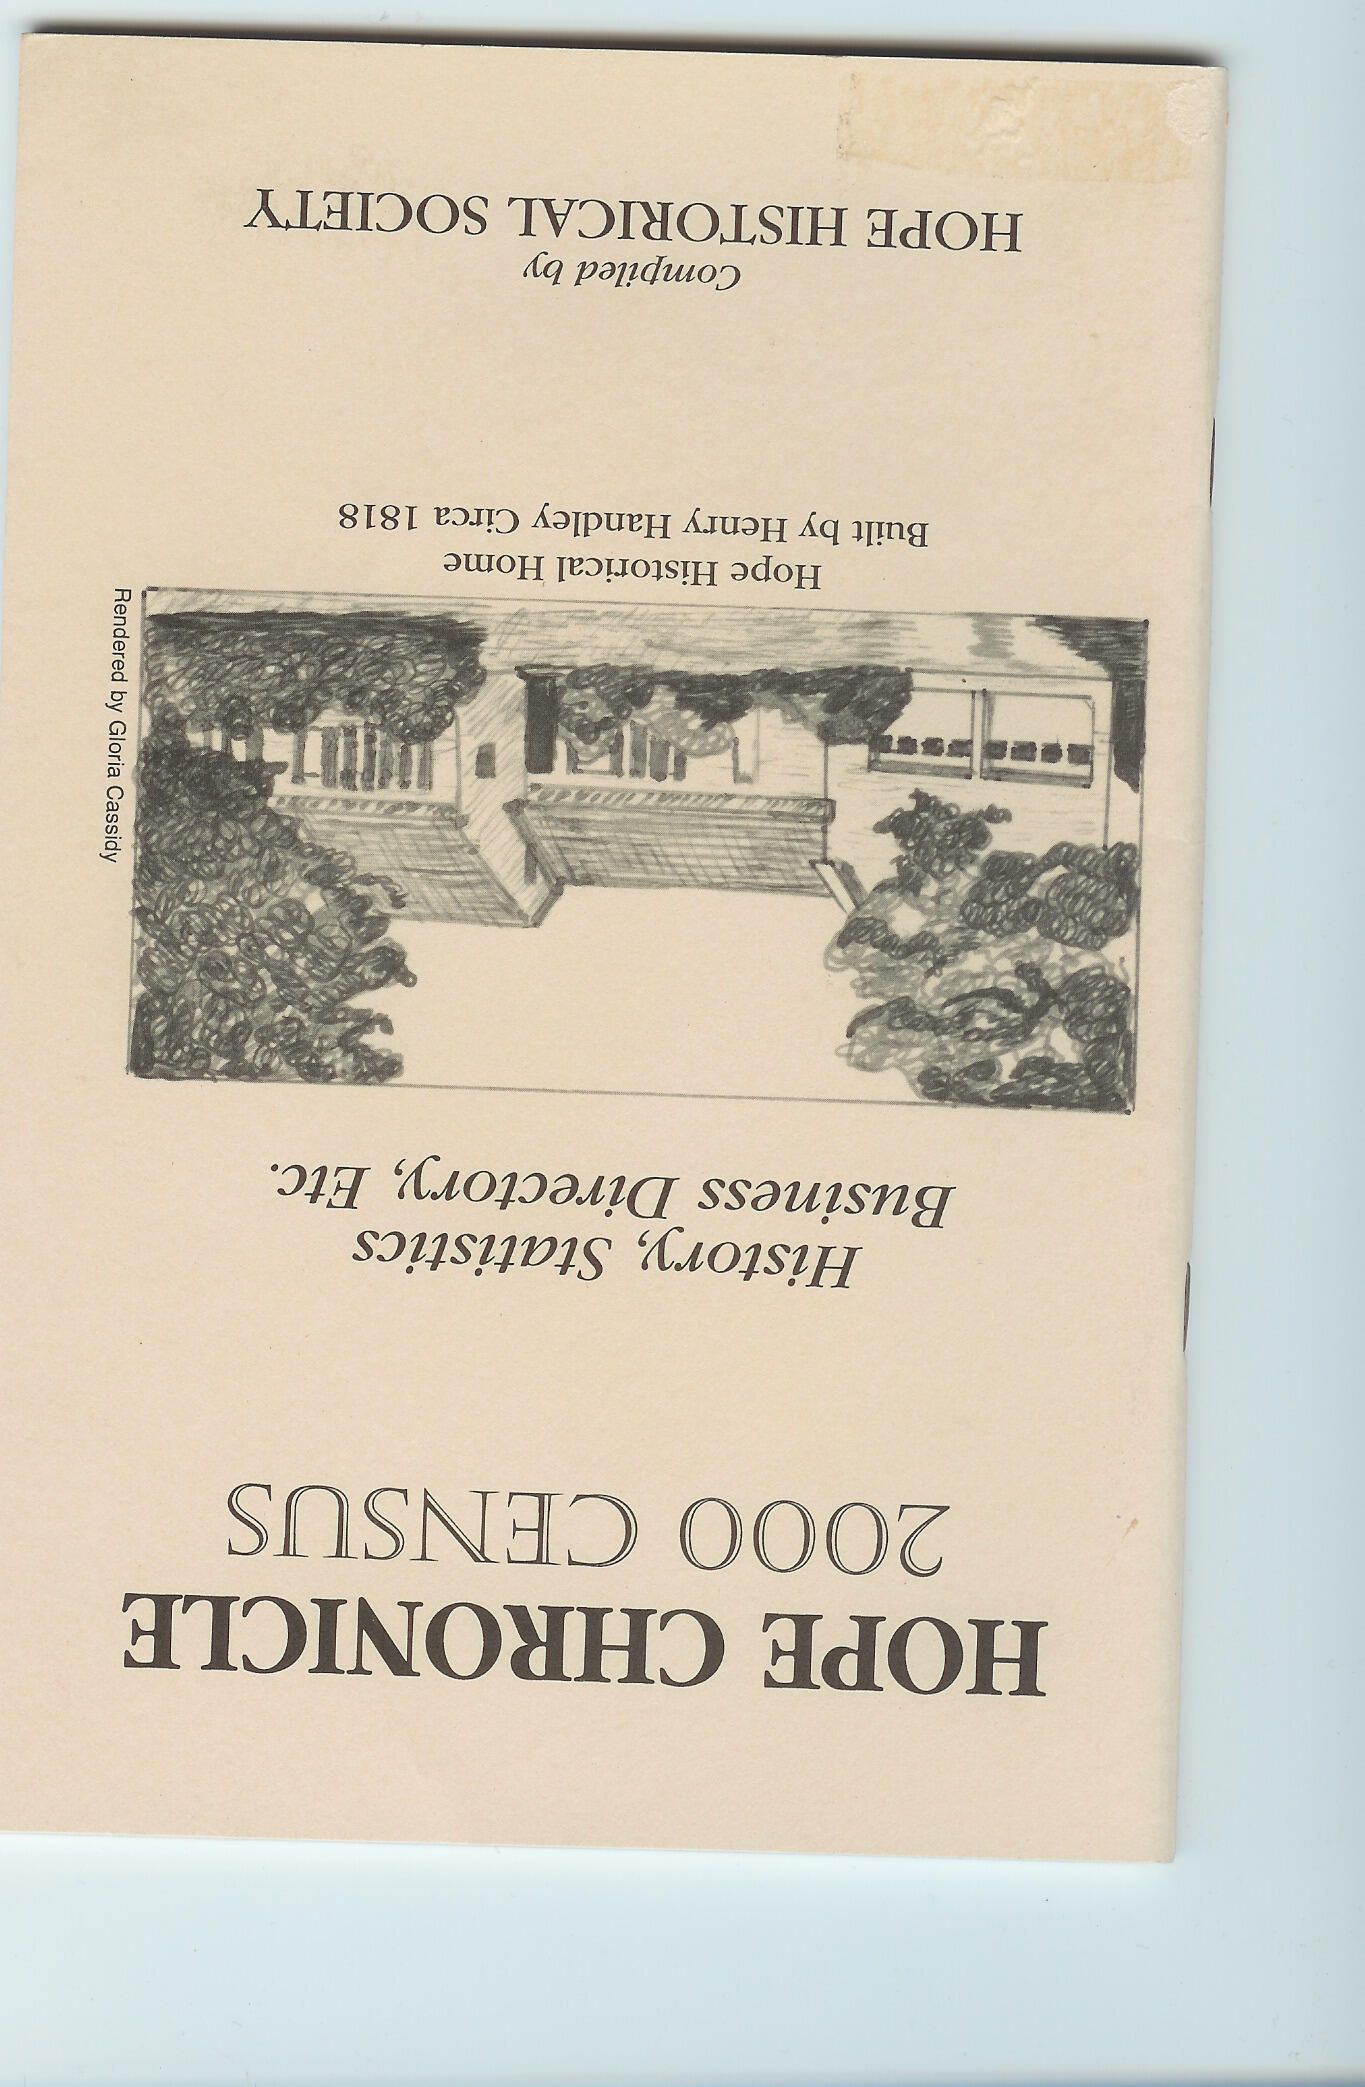 HOPE CHRONICLE
2000 CENSUS
History, Statistics
Business Directory, Etc.
Rendered by Gloria Cassidy
Hope Historical Home
Built by Henry Handley Circa 1818
Compiled by
HOPE HISTORICAL SOCIETY